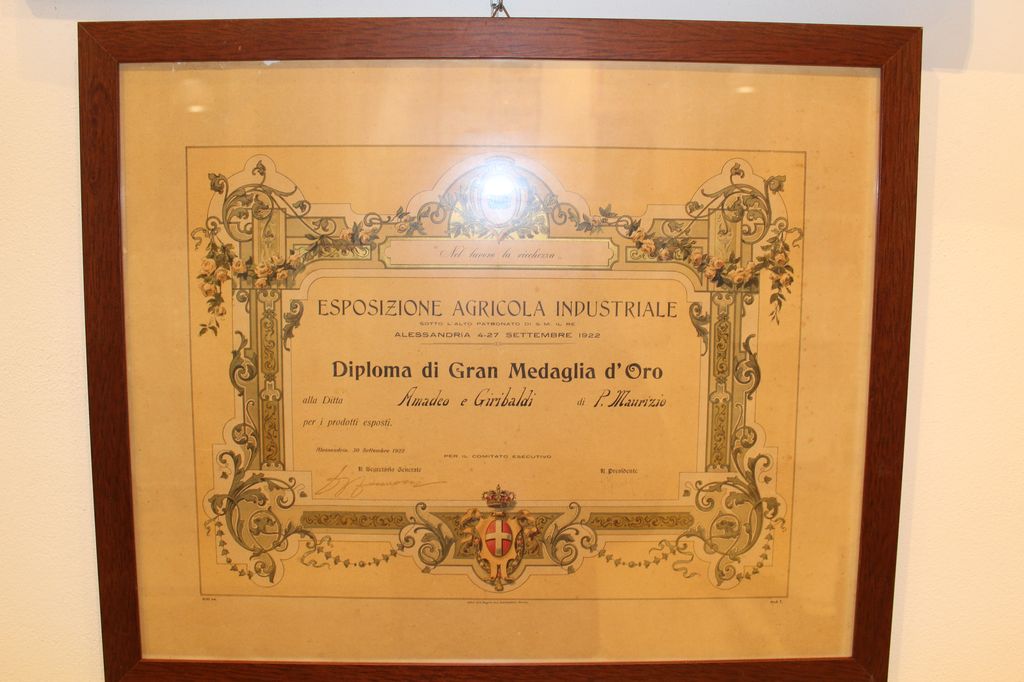 "Nel lavoro la ricchezza"
ESPOSIZIONE AGRICOLA INDUSTRIALE
SOTTO L'ALTO PATRONATO DI S. M. IL RE
ALESSANDRIA 4-27 SETTEMBRE 1922
Diploma di Gran Medaglia d'Oro
alla Ditta Amadeo e Giribaldi di P. Maurizio
per i prodotti esposti.
Alessandria, 30 Settembre 1922
PER IL COMITATO ESECUTIVO
Il Segretario Generale Il Presidente